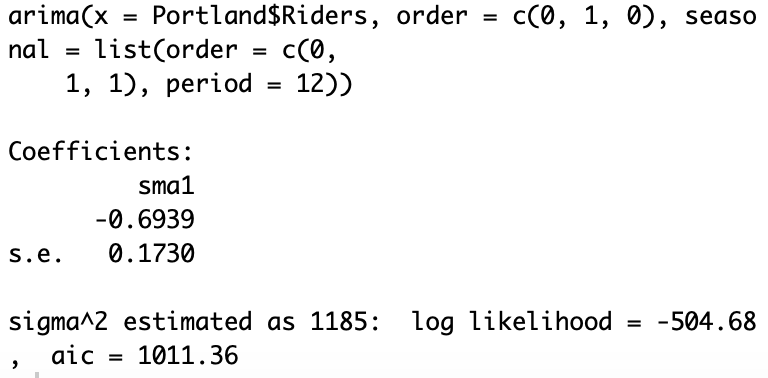 arima(x = Portland$Riders, order = c(0, 1, 0), seaso
nal = list(order = c(0,
    1, 1), period = 12))

Coefficients:
         sma1
      -0.6939
s.e.   0.1730

sigma^2 estimated as 1185:  log likelihood = -504.68
,  aic = 1011.36